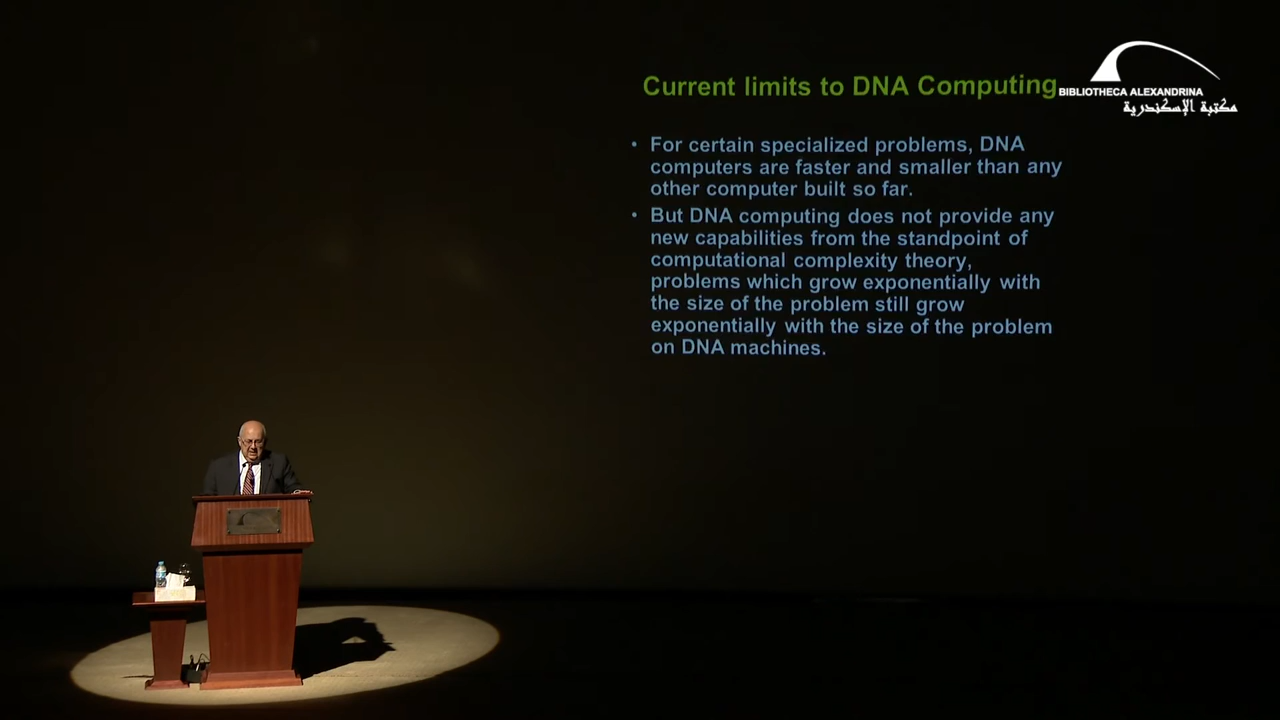 Current limits to DNA Computing
BIBLIOTHECA ALEXANDRINA
مكتبة الإسكندرية
• For certain specialized problems, DNA
computers are faster and smaller than any
other computer built so far.
• But DNA computing does not provide any
new capabilities from the standpoint of
computational complexity theory,
problems which grow exponentially with
the size of the problem still grow
exponentially with the size of the problem
on DNA machines.